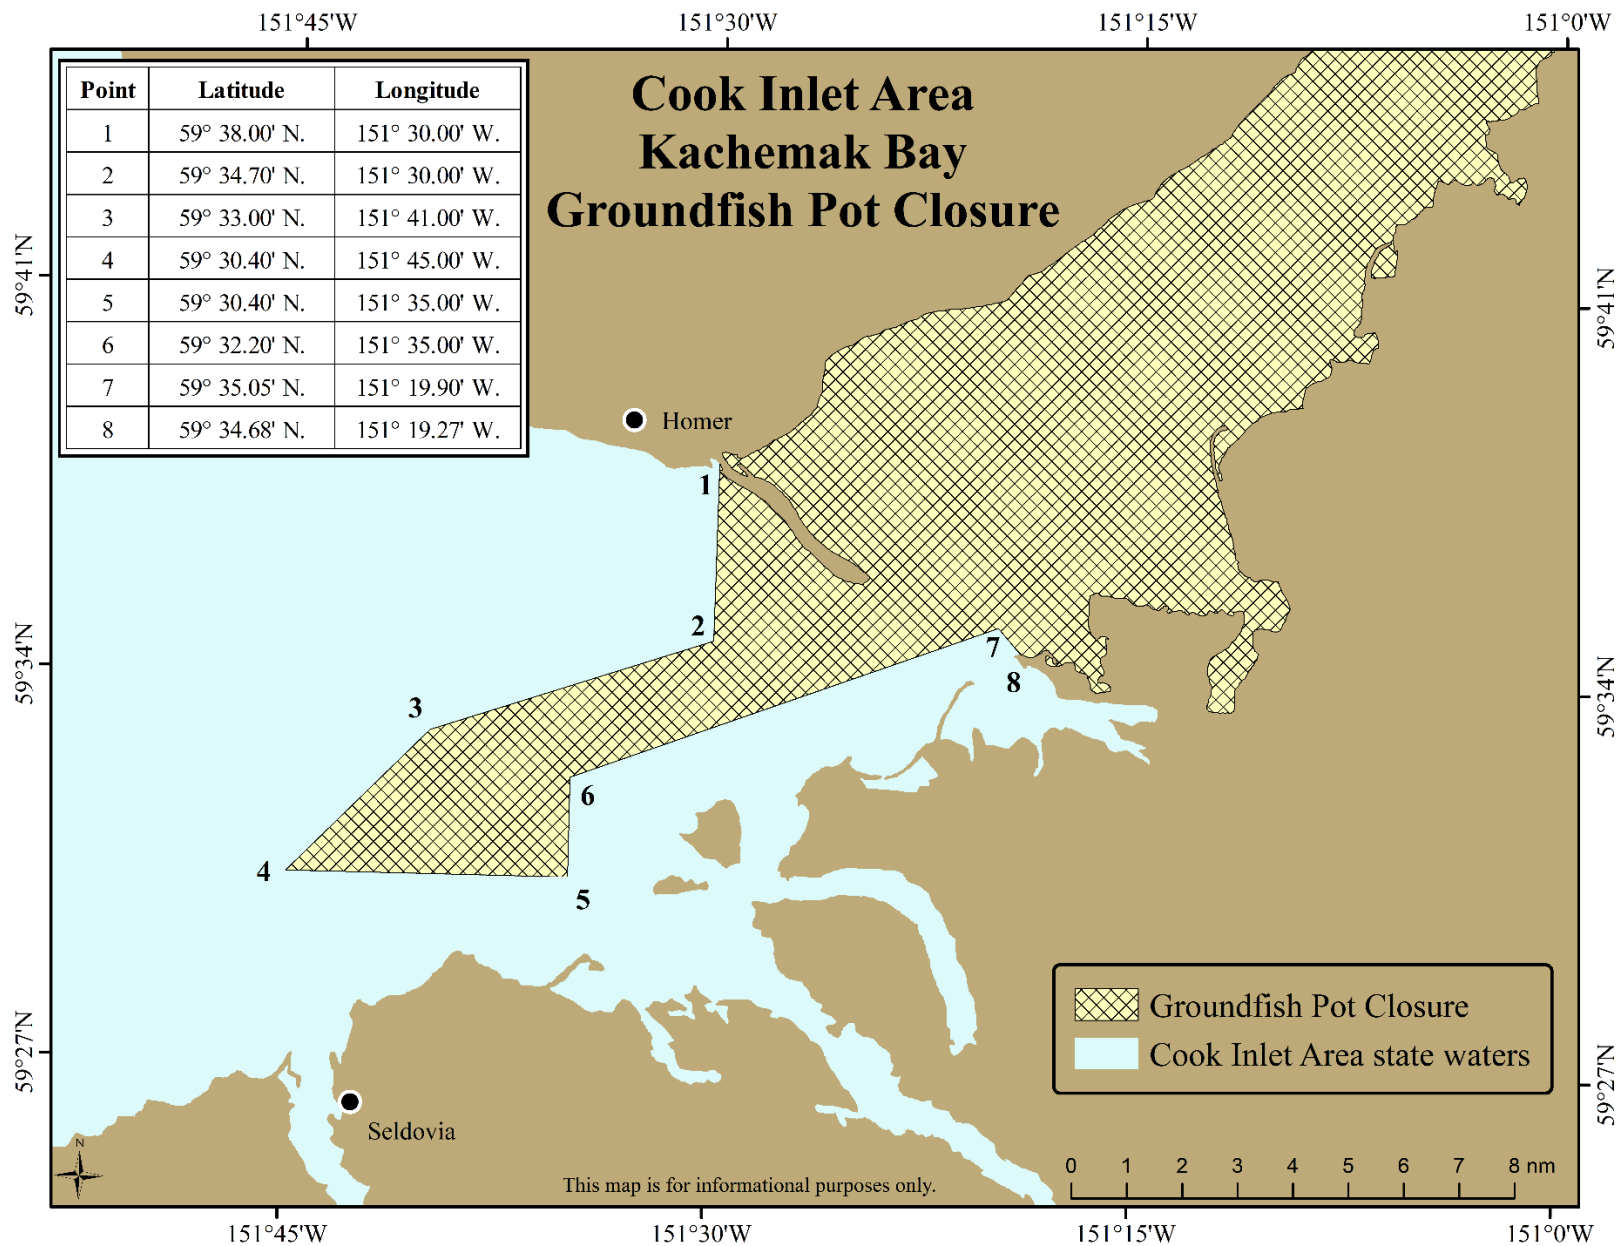 151°45'W 151°30'W 151°15'W 151°0'W
Cook Inlet Area
Kachemak Bay
Groundfish Pot Closure
Point Latitude Longitude
1 59° 38.00' N. 151° 30.00' W.
2 59° 34.70' N. 151° 30.00' W.
3 59° 33.00' N. 151° 41.00' W.
4 59° 30.40' N. 151° 45.00' W.
5 59° 30.40' N. 151° 35.00' W.
6 59° 32.20' N. 151° 35.00' W.
7 59° 35.05' N. 151° 19.90' W.
8 59° 34.68' N. 151° 19.27' W.
59°41'N
59°41'N
Homer
1
2
7
59°34'N
8
59°34'N
3
6
4
5
Groundfish Pot Closure
Cook Inlet Area state waters
59°27'N
59°27'N
Seldovia
N
0 1 2 3 4 5 6 7 8 nm
This map is for informational purposes only.
151°45'W 151°30'W 151°15'W 151°0'W